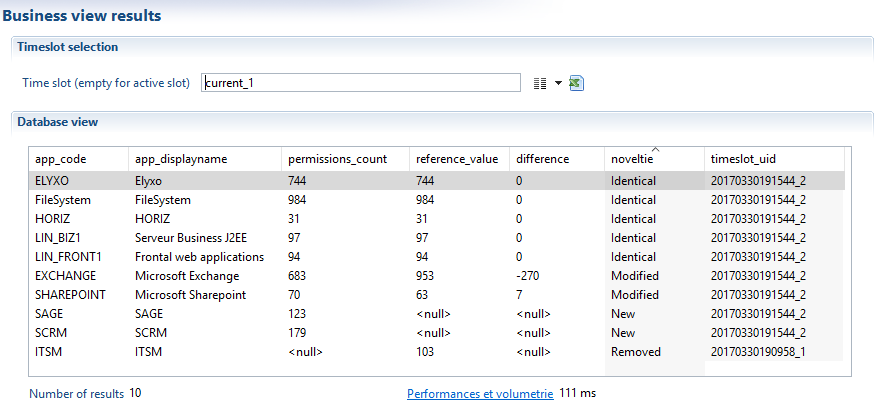 Business view results
Timeslot selection
Time slot (empty for active slot) current_1
Database view
app_code app_displayname permissions_count reference_value difference noveltie timeslot_uid
ELYXO Elyxo 744 744 0 Identical 20170330191544_2
FileSystem FileSystem 984 984 0 Identical 20170330191544_2
HORIZ HORIZ 31 31 0 Identical 20170330191544_2
LIN_BIZ1 Serveur Business J2EE 97 97 0 Identical 20170330191544_2
LIN_FRONT1 Frontal web applications 94 94 0 Identical 20170330191544_2
EXCHANGE Microsoft Exchange 683 953 -270 Modified 20170330191544_2
SHAREPOINT Microsoft Sharepoint 70 63 7 Modified 20170330191544_2
SAGE SAGE 123 <null> <null> New 20170330191544_2
SCRM SCRM 179 <null> <null> New 20170330191544_2
ITSM ITSM <null> 103 <null> Removed 20170330190958_1
Number of results 10 Performances et volumetrie 111 ms